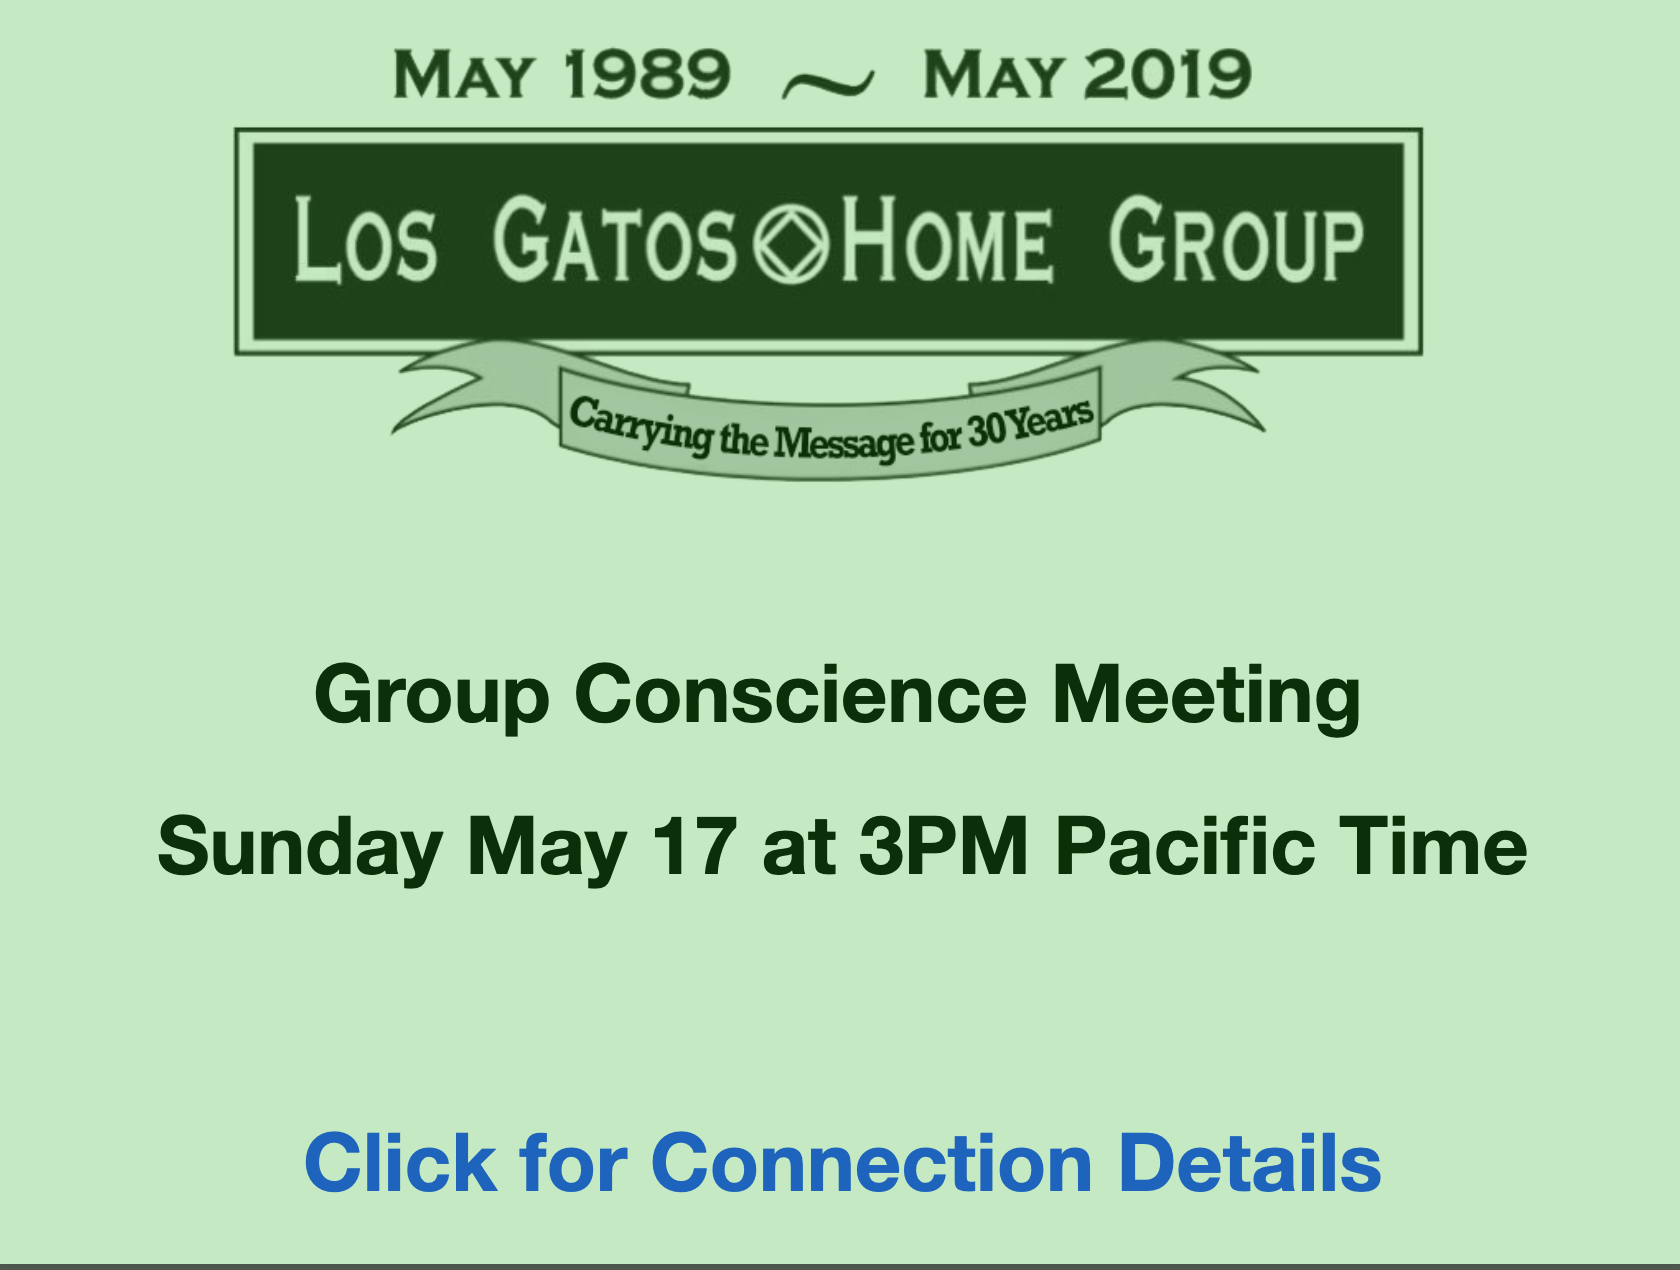 May 1989 ~ May 2019
Los Gatos Home Group
Carrying the Message for 30 Years
Group Conscience Meeting
Sunday May 17 at 3PM Pacific Time
Click for Connection Details